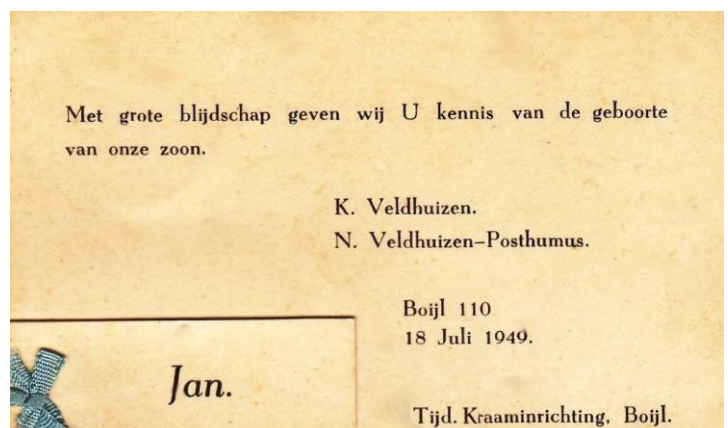 Met grote blijdschap geven wij U kennis van de geboorte
van onze zoon.
K. Veldhuizen.
N. Veldhuizen-Posthumus.
Boijl 110
18 Juli 1949.
Jan.
Tijd. Kraaminrichting, Boijl.